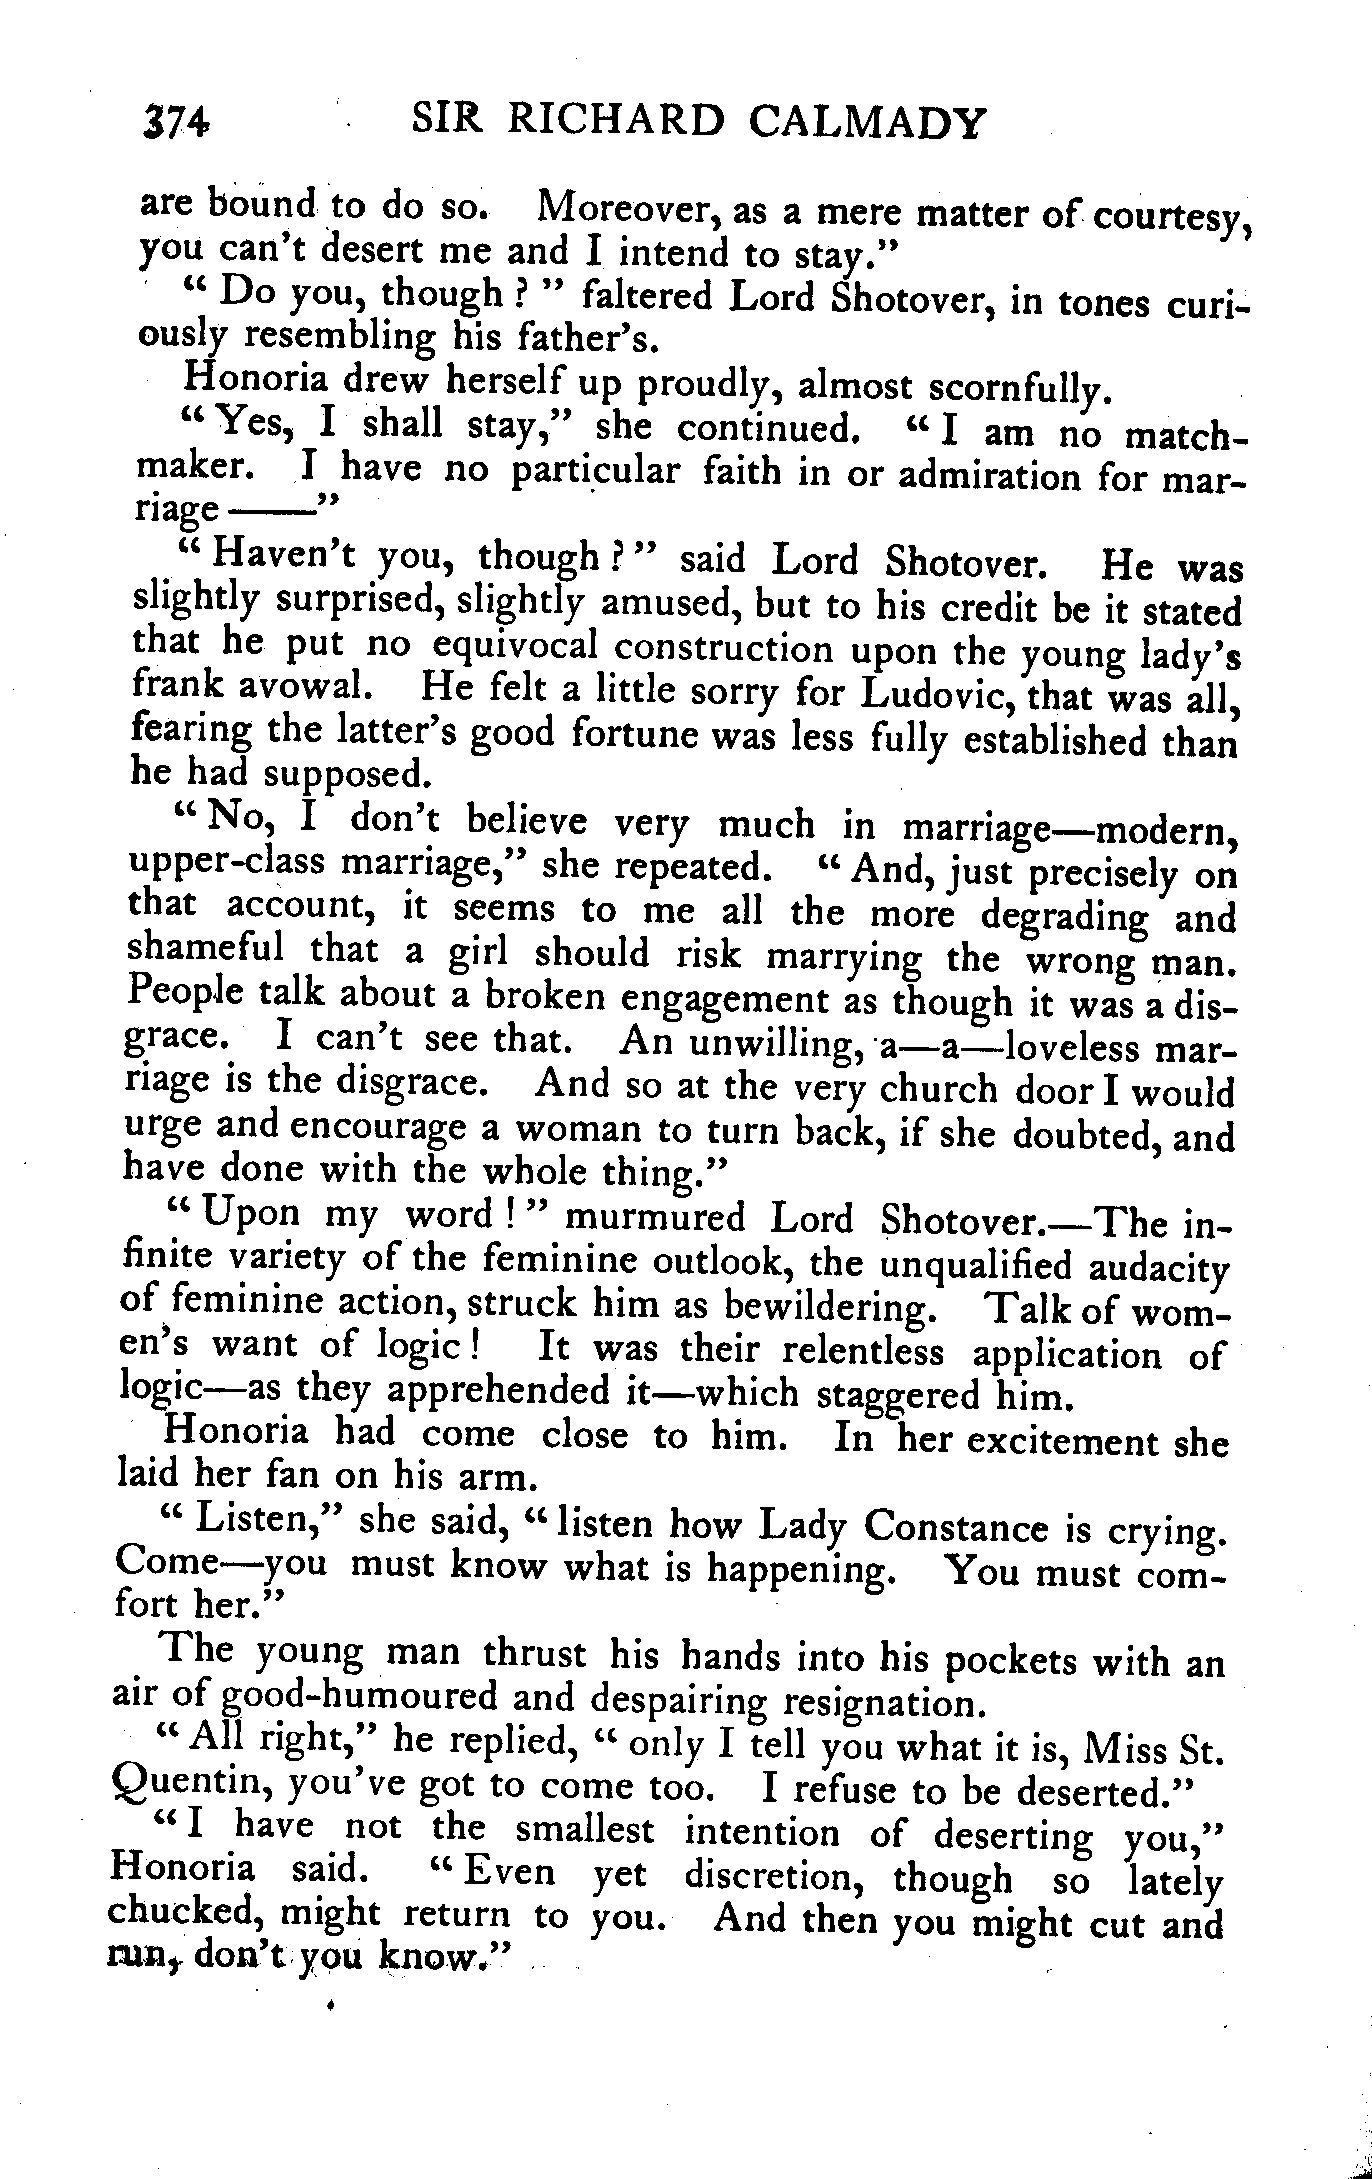 374 SIR RICHARD CALMADY
are bound to do so. Moreover, as a mere matter of courtesy,
you can't desert me and I intend to stay."
"Do you, though?" faltered Lord Shotover, in tones curi-
ously resembling his father's.
Honoria drew herself up proudly, almost scornfully.
"Yes, I shall stay," she continued. "I am no match-
maker. I have no particular faith in or admiration for mar-
riage——"
"Haven't you, though?" said Lord Shotover. He was
slightly surprised, slightly amused, but to his credit be it stated
that he put no equivocal construction upon the young lady's
frank avowal. He felt a little sorry for Ludovic, that was all,
fearing the latter's good fortune was less fully established than
he had supposed.
"No, I don't believe very much in marriage—modern,
upper-class marriage," she repeated. "And, just precisely on
that account, it seems to me all the more degrading and
shameful that a girl should risk marrying the wrong man.
People talk about a broken engagement as though it was a dis-
grace. I can't see that. An unwilling, a—a—loveless mar-
riage is the disgrace. And so at the very church door I would
urge and encourage a woman to turn back, if she doubted, and
have done with the whole thing."
"Upon my word!" murmured Lord Shotover.—The in-
finite variety of the feminine outlook, the unqualified audacity
of feminine action, struck him as bewildering. Talk of wom-
en's want of logic! It was their relentless application of
logic—as they apprehended it—which staggered him.
Honoria had come close to him. In her excitement she
laid her fan on his arm.
"Listen," she said, "listen how Lady Constance is crying.
Come—you must know what is happening. You must com-
fort her."
The young man thrust his hands into his pockets with an
air of good-humoured and despairing resignation.
"All right," he replied, "only I tell you what it is, Miss St.
Quentin, you've got to come too. I refuse to be deserted."
"I have not the smallest intention of deserting you,"
Honoria said. "Even yet discretion, though so lately
chucked, might return to you. And then you might cut and
run, don't you know."